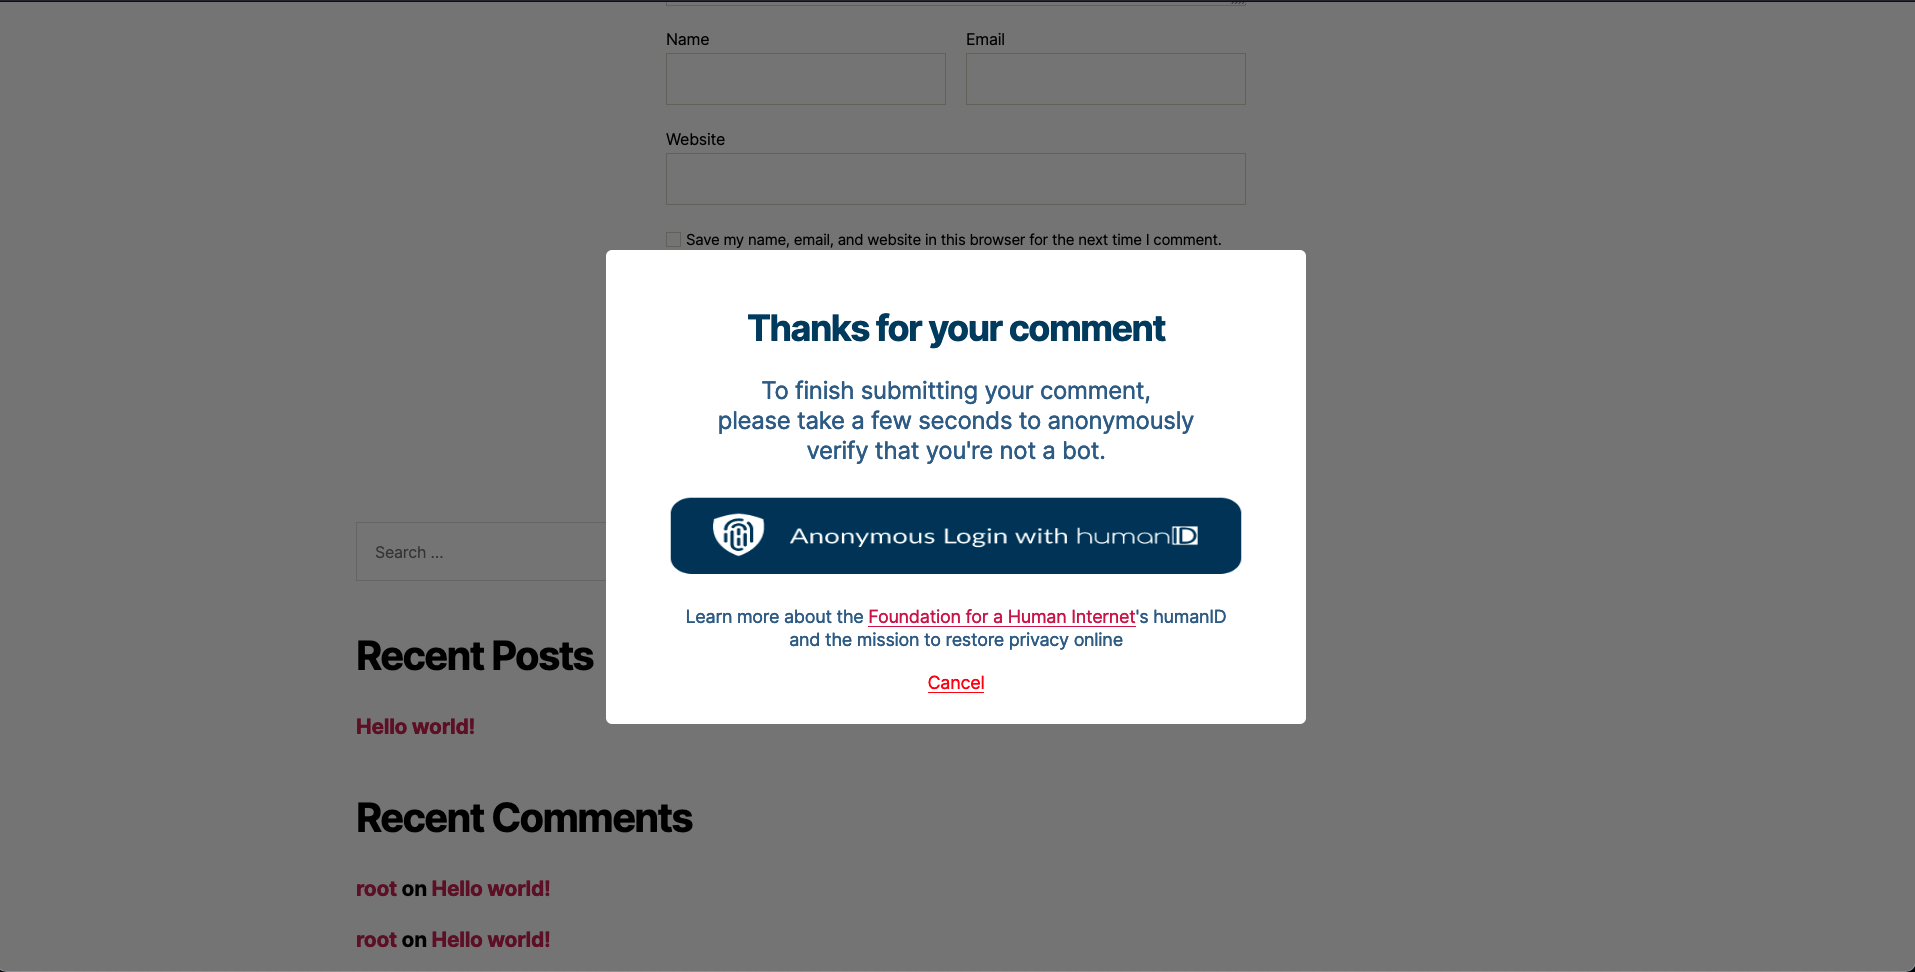 Name
Email
Website
Save my name, email, and website in this browser for the next time I comment.
Thanks for your comment
To finish submitting your comment,
please take a few seconds to anonymously
verify that you're not a bot.
Anonymous Login with humanID
Learn more about the Foundation for a Human Internet's humanID
and the mission to restore privacy online
Cancel
Search ...
Recent Posts
Hello world!
Recent Comments
root on Hello world!
root on Hello world!